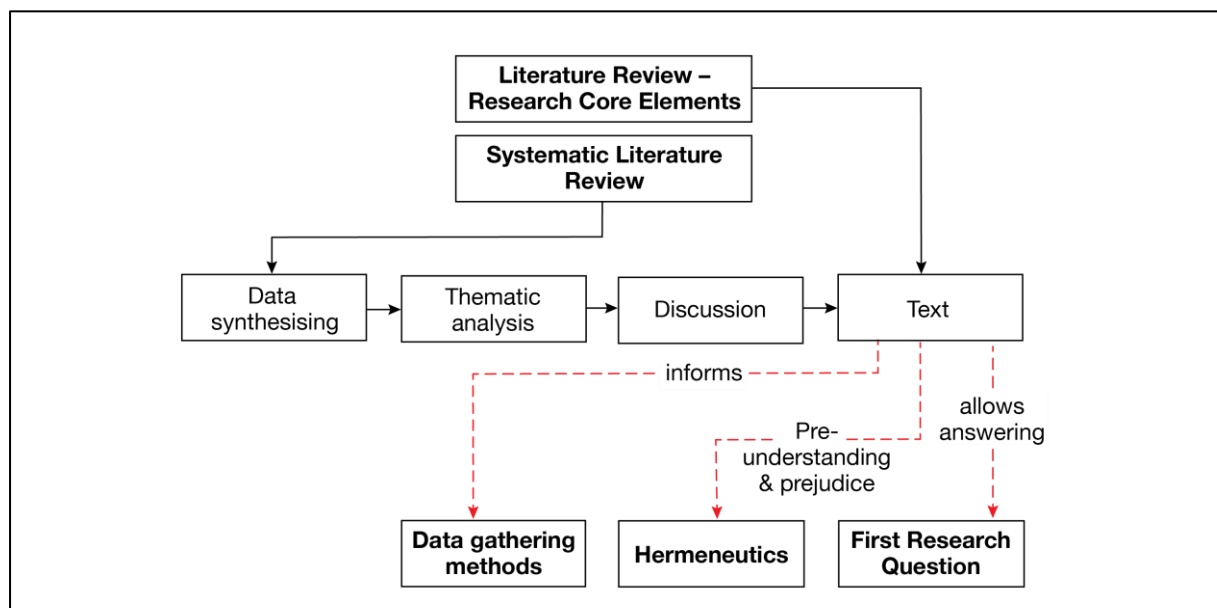 Literature Review –
Research Core Elements
Systematic Literature
Review
Data
synthesising
Thematic
analysis
Discussion
Text
informs
allows
answering
Pre-
understanding
& prejudice
Data gathering
methods
Hermeneutics
First Research
Question